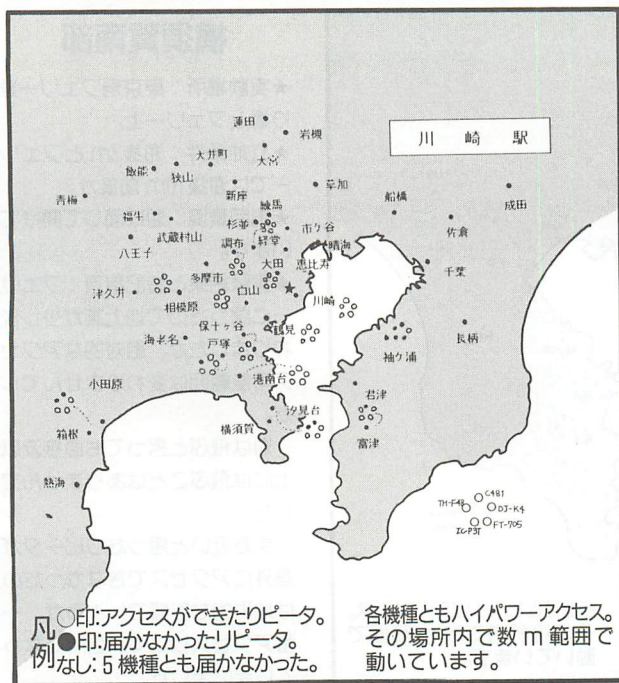 川崎駅
蓮田
岩槻
大井町
大宮
飯能
狭山
新座
草加
船橋
成田
青梅
練馬
福生
杉並
市ケ谷
佐倉
武蔵村山
調布
経堂
晴海
八王子
恵比寿
千葉
多摩市
大田
津久井
白山
川崎
相模原
長柄
保土ヶ谷
鶴見
海老名
戸塚
袖ケ浦
港南台
小田原
君津
汐見台
横須賀
箱根
富津
熱海
C481
TH-F48
DJ-K4
IC-P3T
FT-705
凡例
○印:アクセスができたリピータ。
●印:届かなかったリピータ。
なし:5機種とも届かなかった。
各機種ともハイパワーアクセス。
その場所内で数m範囲で
動いています。